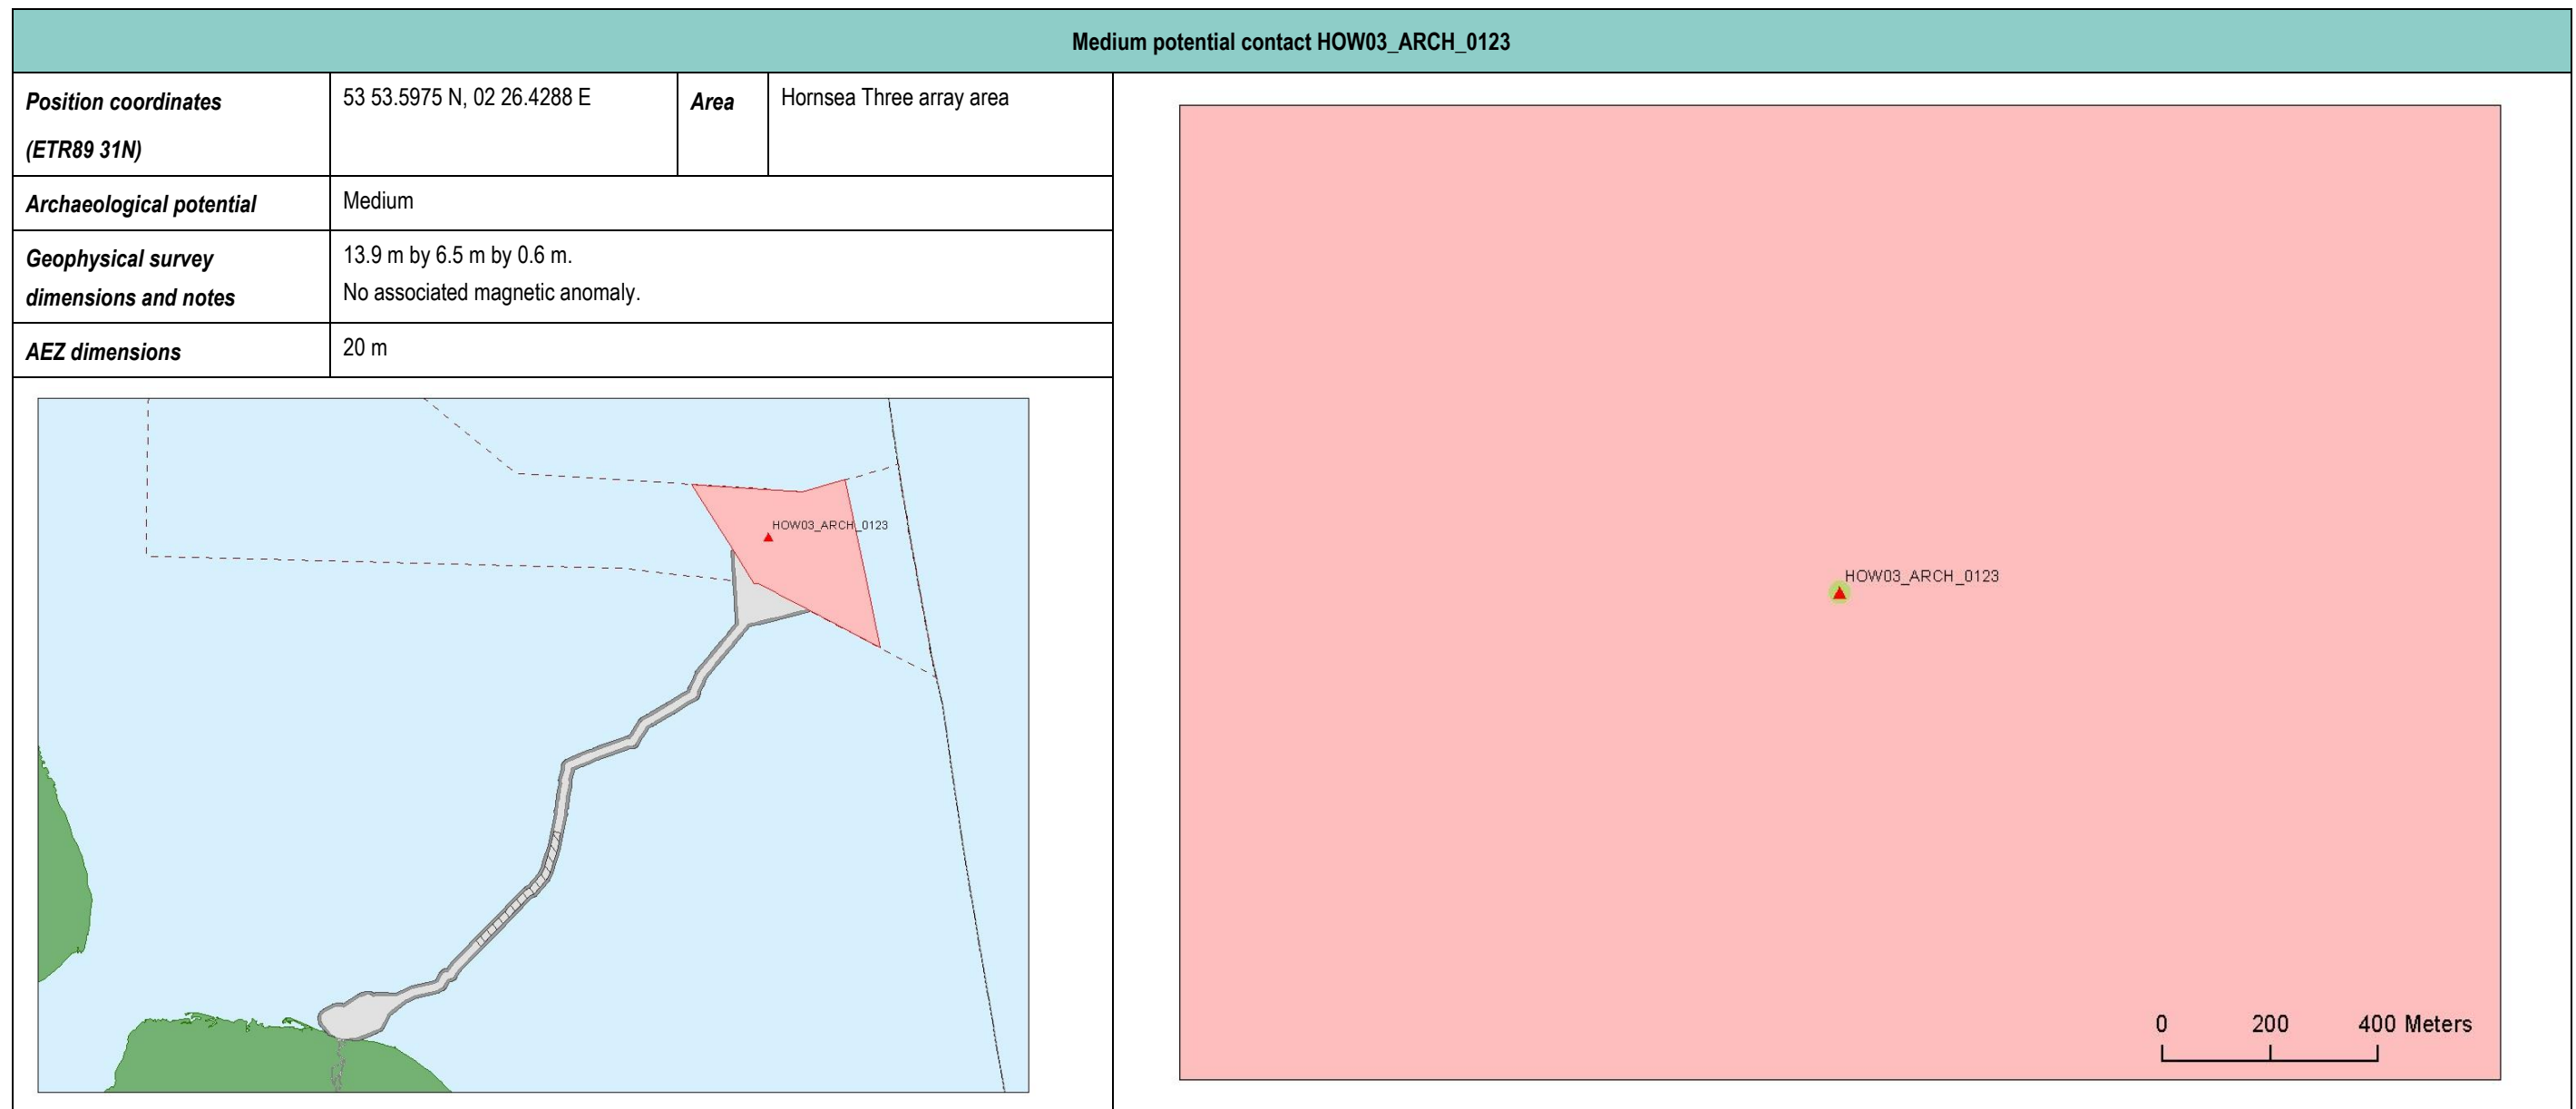 Medium potential contact HOW03_ARCH_0123
Position coordinates
(ETR89 31N)
53 53.5975 N, 02 26.4288 E
Area
Hornsea Three array area
Archaeological potential
Medium
Geophysical survey
dimensions and notes
13.9 m by 6.5 m by 0.6 m.
No associated magnetic anomaly.
AEZ dimensions
20 m
HOW03_ARCH_0123
HOW03_ARCH_0123
0 200 400 Meters